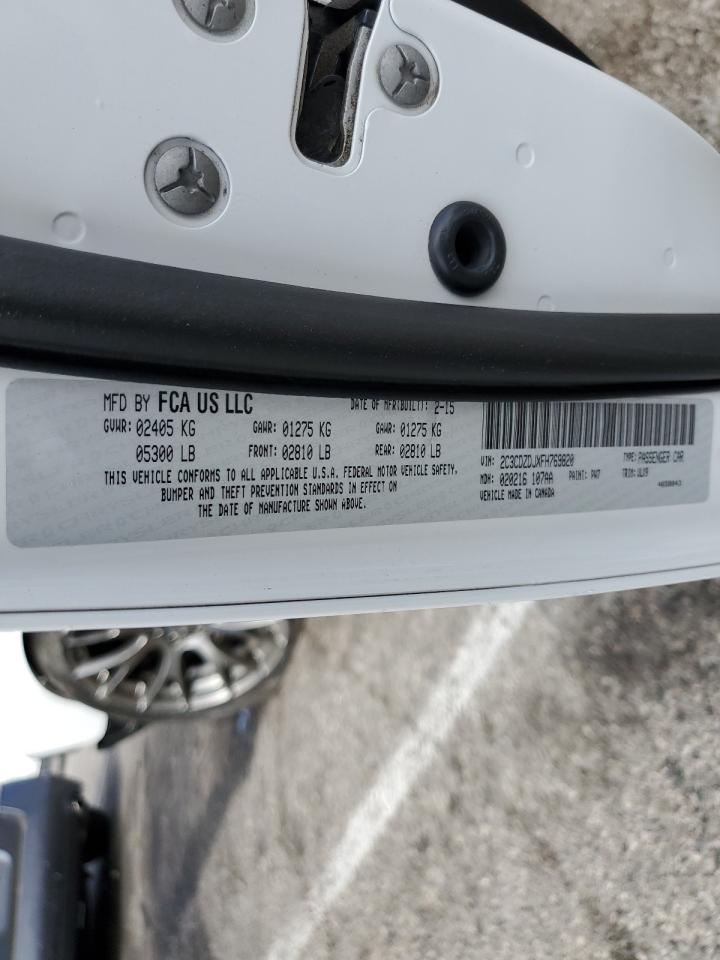 MFD BY FCA US LLC
DATE OF MFR(BUILT): 2-15
GVWR: 02405 KG GAWR: 01275 KG GAWR: 01275 KG
05300 LB FRONT: 02810 LB REAR: 02810 LB
THIS VEHICLE CONFORMS TO ALL APPLICABLE U.S.A. FEDERAL MOTOR VEHICLE SAFETY,
BUMPER AND THEFT PREVENTION STANDARDS IN EFFECT ON
THE DATE OF MANUFACTURE SHOWN ABOVE.
VIN: 2C3CDZDJXFH769820 TYPE: PASSENGER CAR
MDH: 020216 107AA PAINT: PW7 TRIM: ULX9
VEHICLE MADE IN CANADA